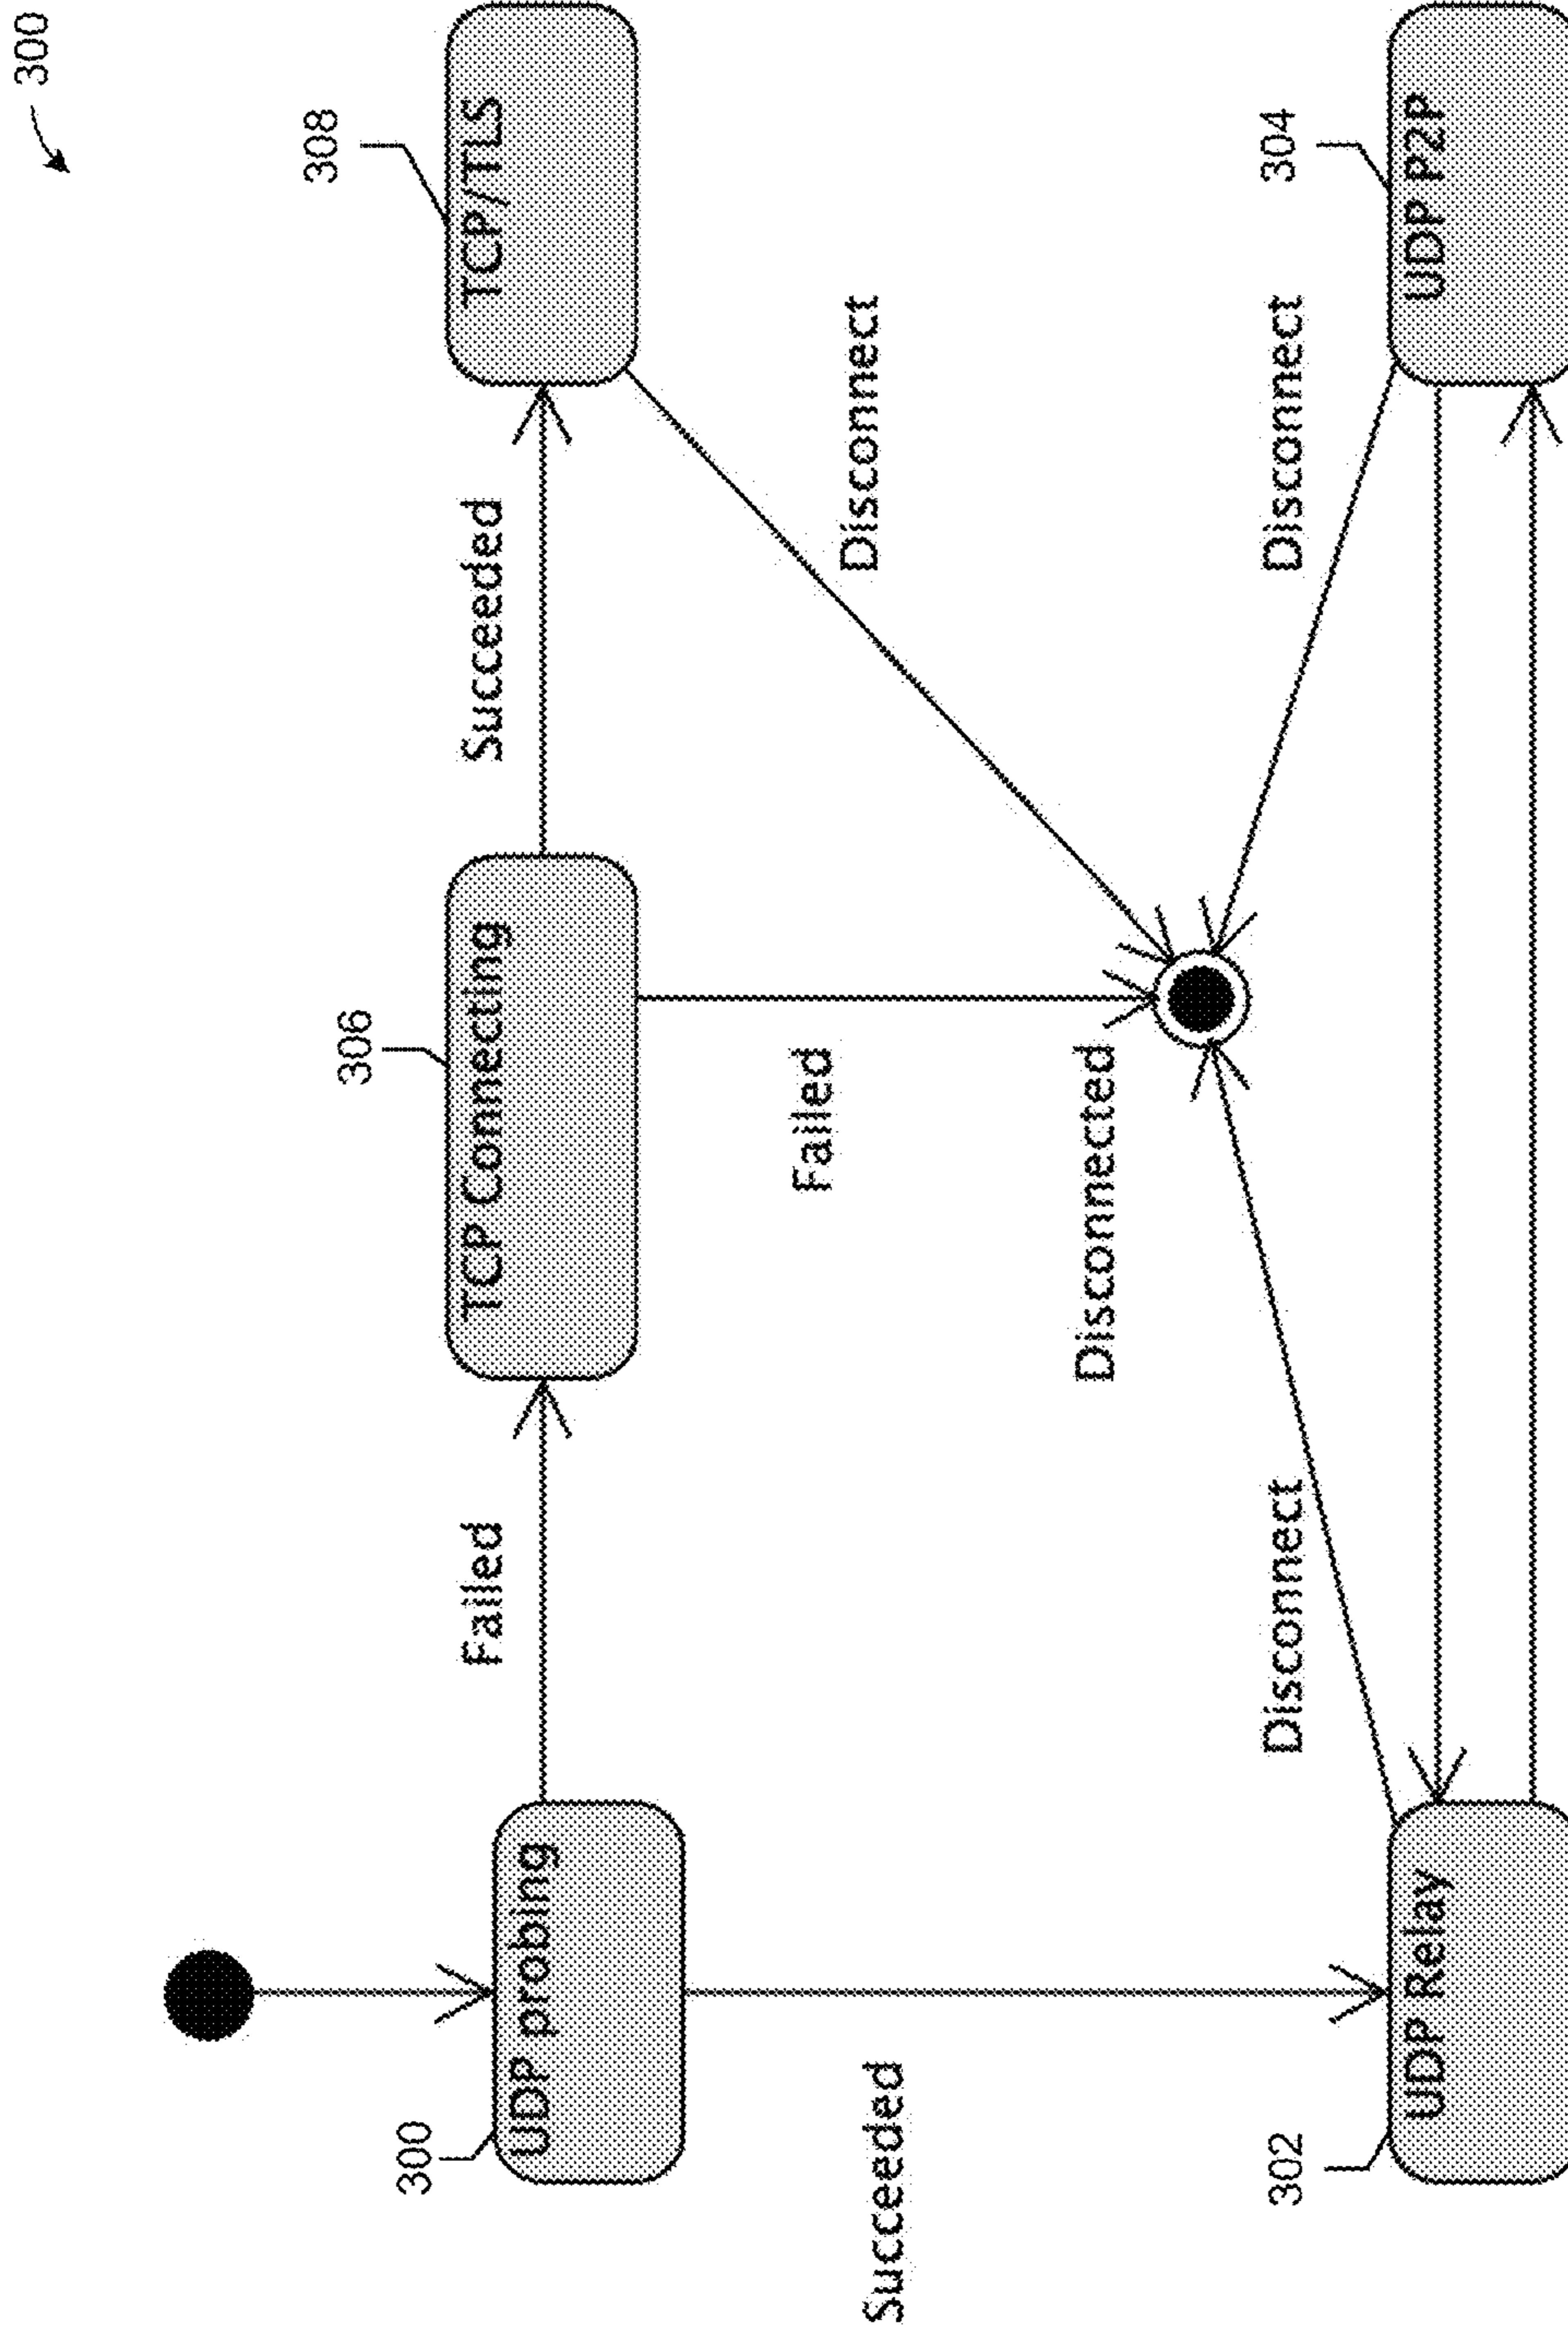 300
300
UDP probing
Failed
306
TCP Connecting
Succeeded
308
TCP/TLS
Succeeded
Failed
Disconnect
Disconnected
Disconnect
Disconnect
302
UDP Relay
304
UDP P2P